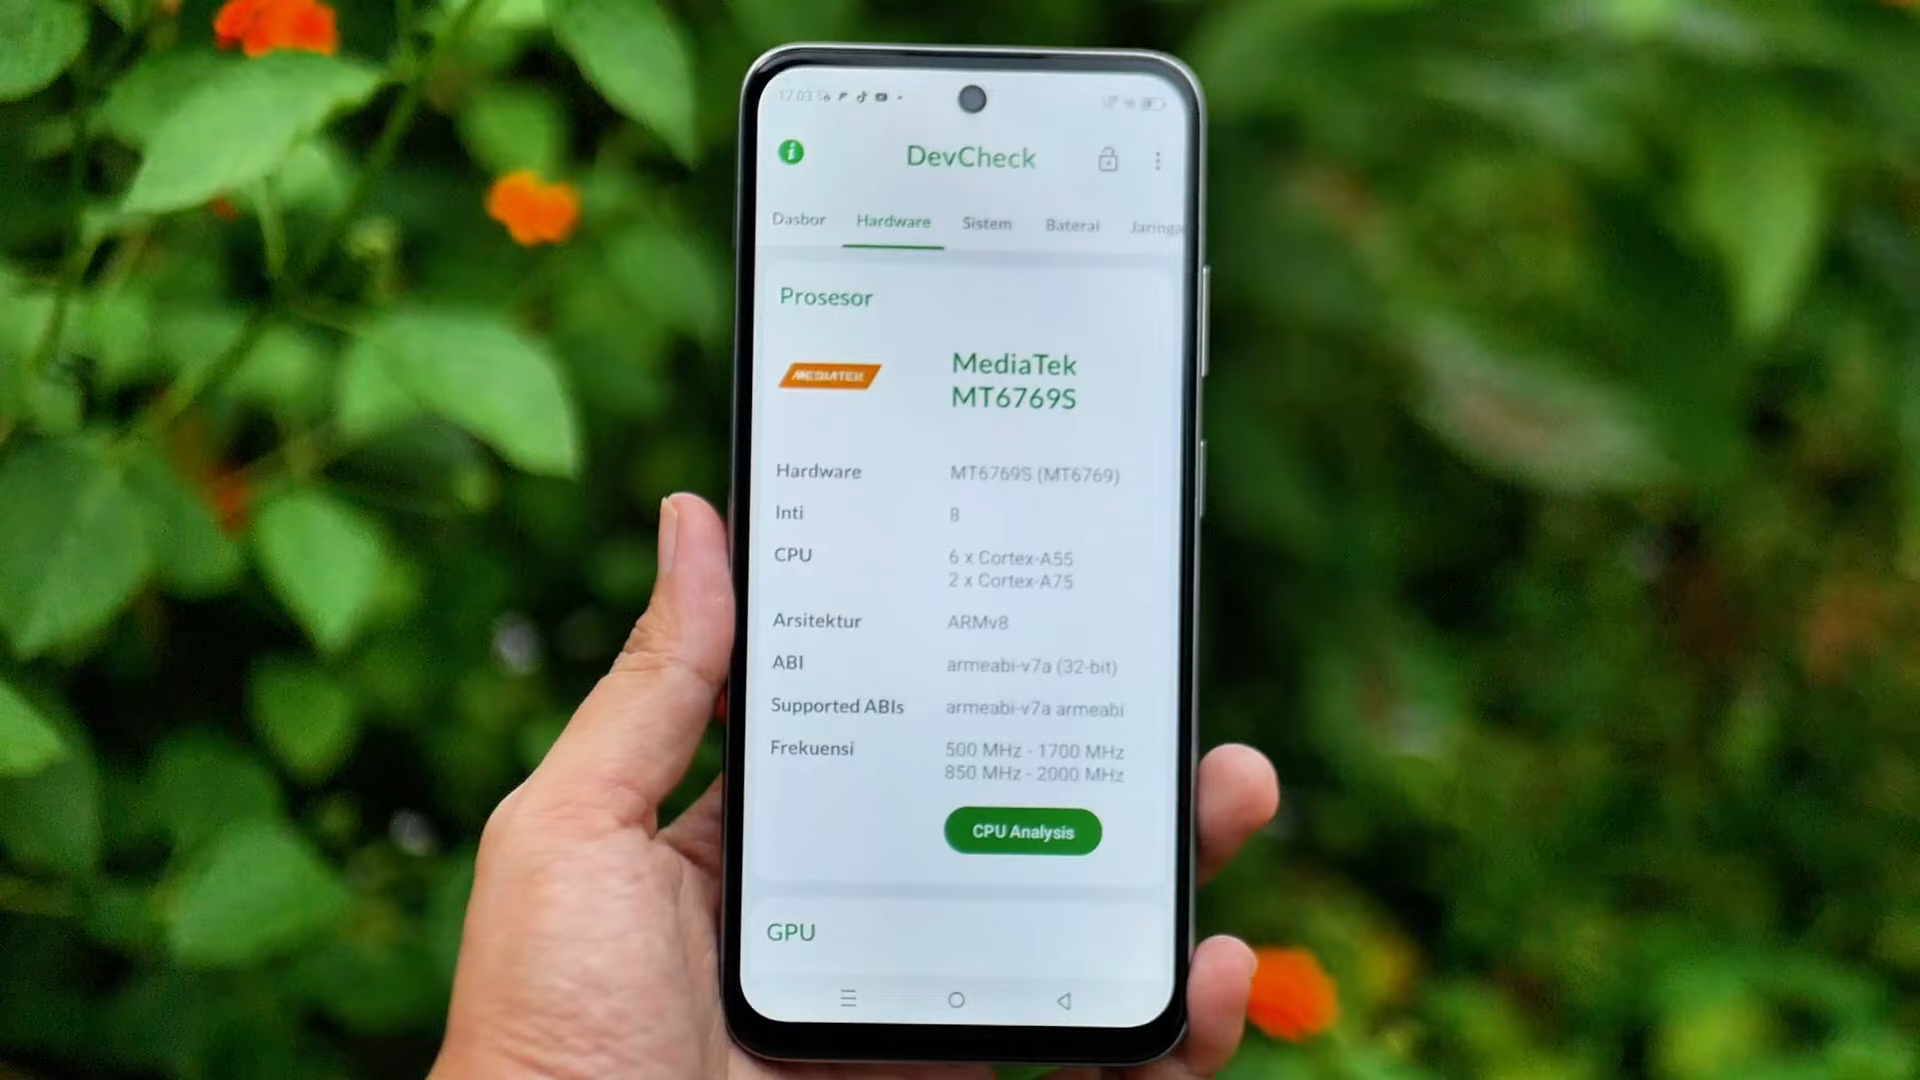 17.03
DevCheck
Dasbor Hardware Sistem Baterai Jaringa
Prosesor
MEDIATEK
MediaTek
MT6769S
Hardware MT6769S (MT6769)
Inti 8
CPU 6 x Cortex-A55
2 x Cortex-A75
Arsitektur ARMv8
ABI armeabi-v7a (32-bit)
Supported ABIs armeabi-v7a armeabi
Frekuensi 500 MHz - 1700 MHz
850 MHz - 2000 MHz
CPU Analysis
GPU